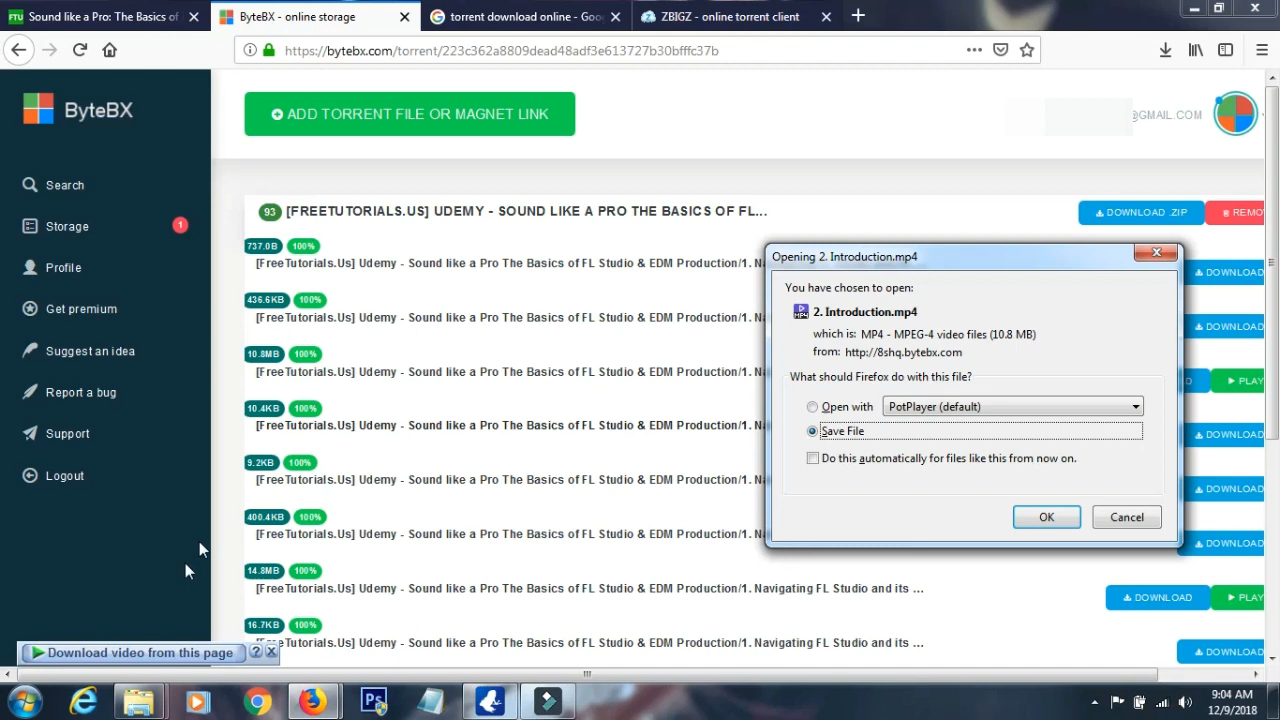 FTU Sound like a Pro: The Basics of
ByteBX - online storage
torrent download online - Goo
ZBIGZ - online torrent client
https://bytebx.com/torrent/223c362a8809dead48adf3e613727b30bfffc37b
ByteBX
ADD TORRENT FILE OR MAGNET LINK
@GMAIL.COM
Search
Storage 1
Profile
Get premium
Suggest an idea
Report a bug
Support
Logout
93 [FREETUTORIALS.US] UDEMY - SOUND LIKE A PRO THE BASICS OF FL...
DOWNLOAD .ZIP
REMO
737.0B 100%
[FreeTutorials.Us] Udemy - Sound like a Pro The Basics of FL Studio & EDM Production/1. Na
DOWNLOAD
436.6KB 100%
[FreeTutorials.Us] Udemy - Sound like a Pro The Basics of FL Studio & EDM Production/1. Na
DOWNLOAD
10.8MB 100%
[FreeTutorials.Us] Udemy - Sound like a Pro The Basics of FL Studio & EDM Production/1. Na
D PLAY
10.4KB 100%
[FreeTutorials.Us] Udemy - Sound like a Pro The Basics of FL Studio & EDM Production/1. Na
DOWNLOAD
9.2KB 100%
[FreeTutorials.Us] Udemy - Sound like a Pro The Basics of FL Studio & EDM Production/1. Na
DOWNLOAD
400.4KB 100%
[FreeTutorials.Us] Udemy - Sound like a Pro The Basics of FL Studio & EDM Production/1. Na
DOWNLOAD
14.8MB 100%
[FreeTutorials.Us] Udemy - Sound like a Pro The Basics of FL Studio & EDM Production/1. Navigating FL Studio and its ...
DOWNLOAD PLAY
16.7KB 100%
[FreeTutorials.Us] Udemy - Sound like a Pro The Basics of FL Studio & EDM Production/1. Navigating FL Studio and its ...
DOWNLOAD
Opening 2. Introduction.mp4
You have chosen to open:
2. Introduction.mp4
which is: MP4 - MPEG-4 video files (10.8 MB)
from: http://8shq.bytebx.com
What should Firefox do with this file?
Open with PotPlayer (default)
Save File
Do this automatically for files like this from now on.
OK Cancel
Download video from this page ?
Ps
9:04 AM
12/9/2018